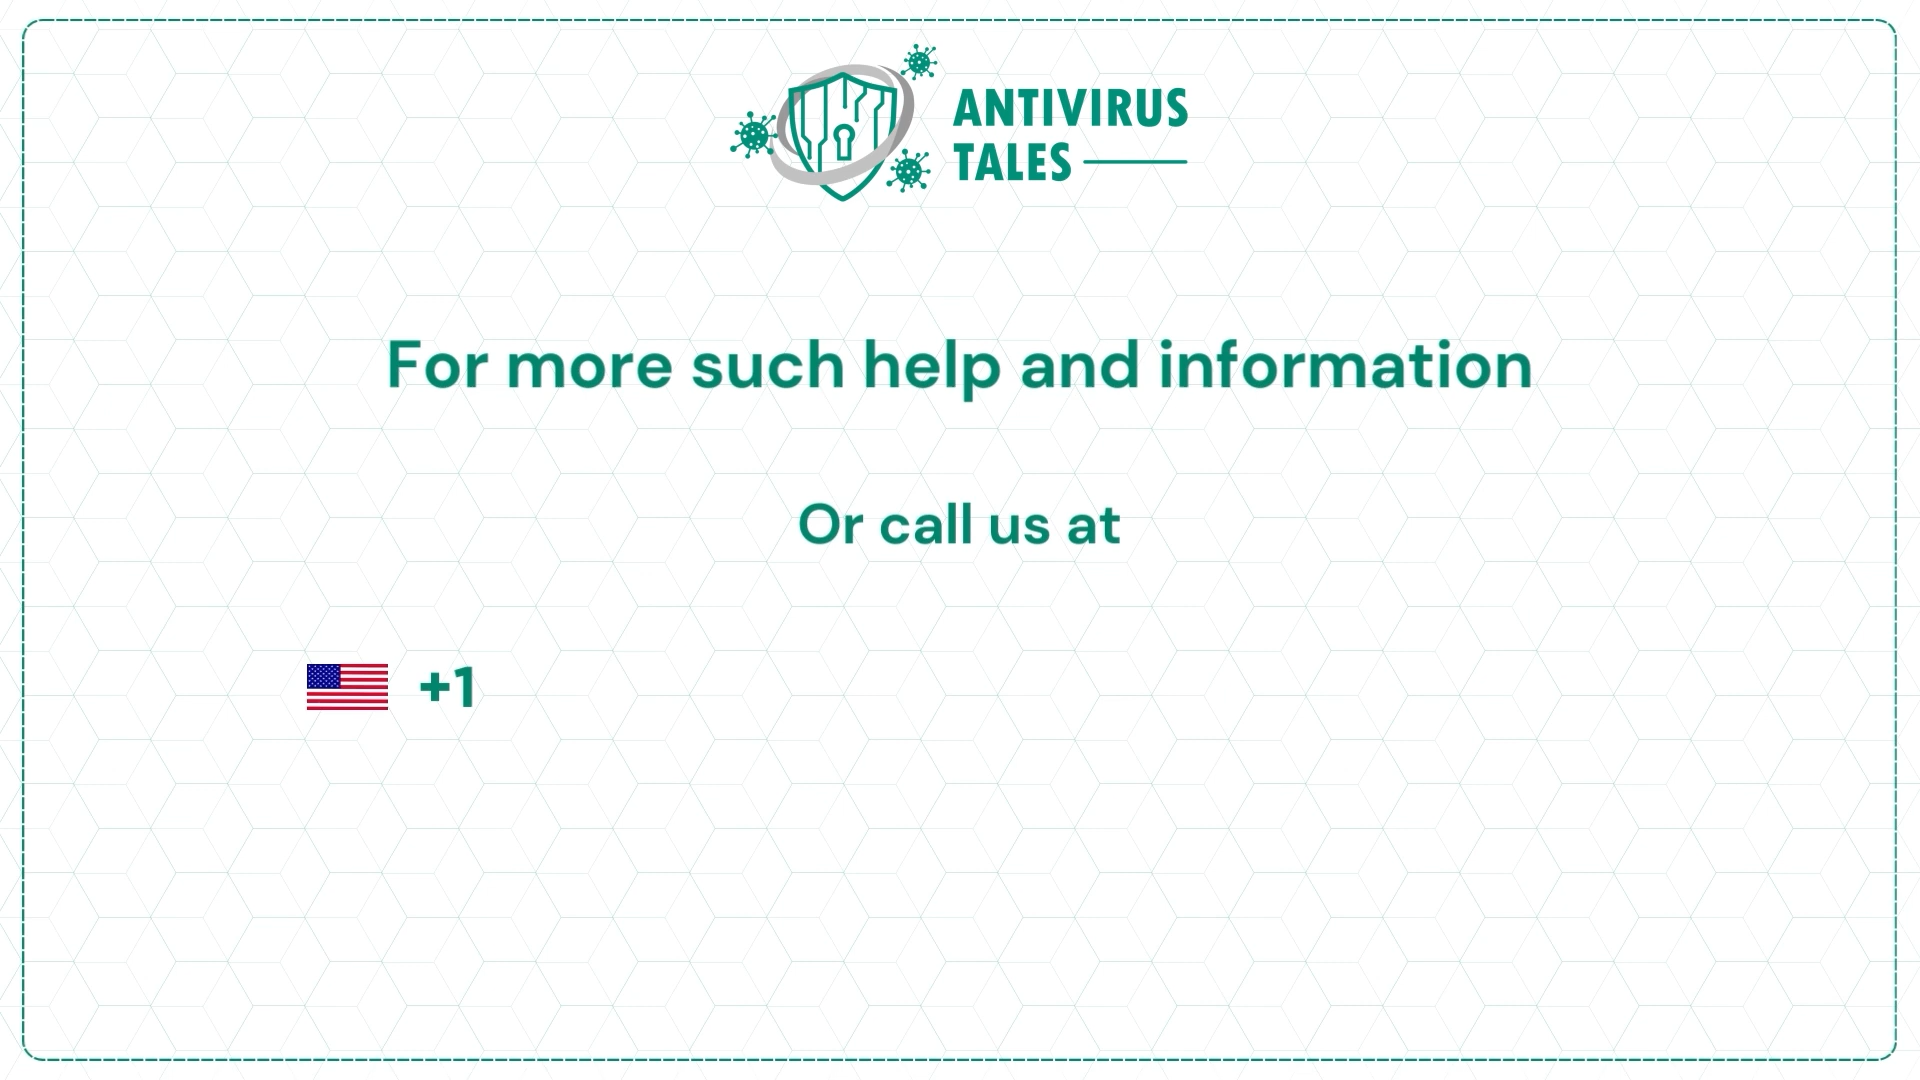 ANTIVIRUS
TALES
For more such help and information
Or call us at
+1